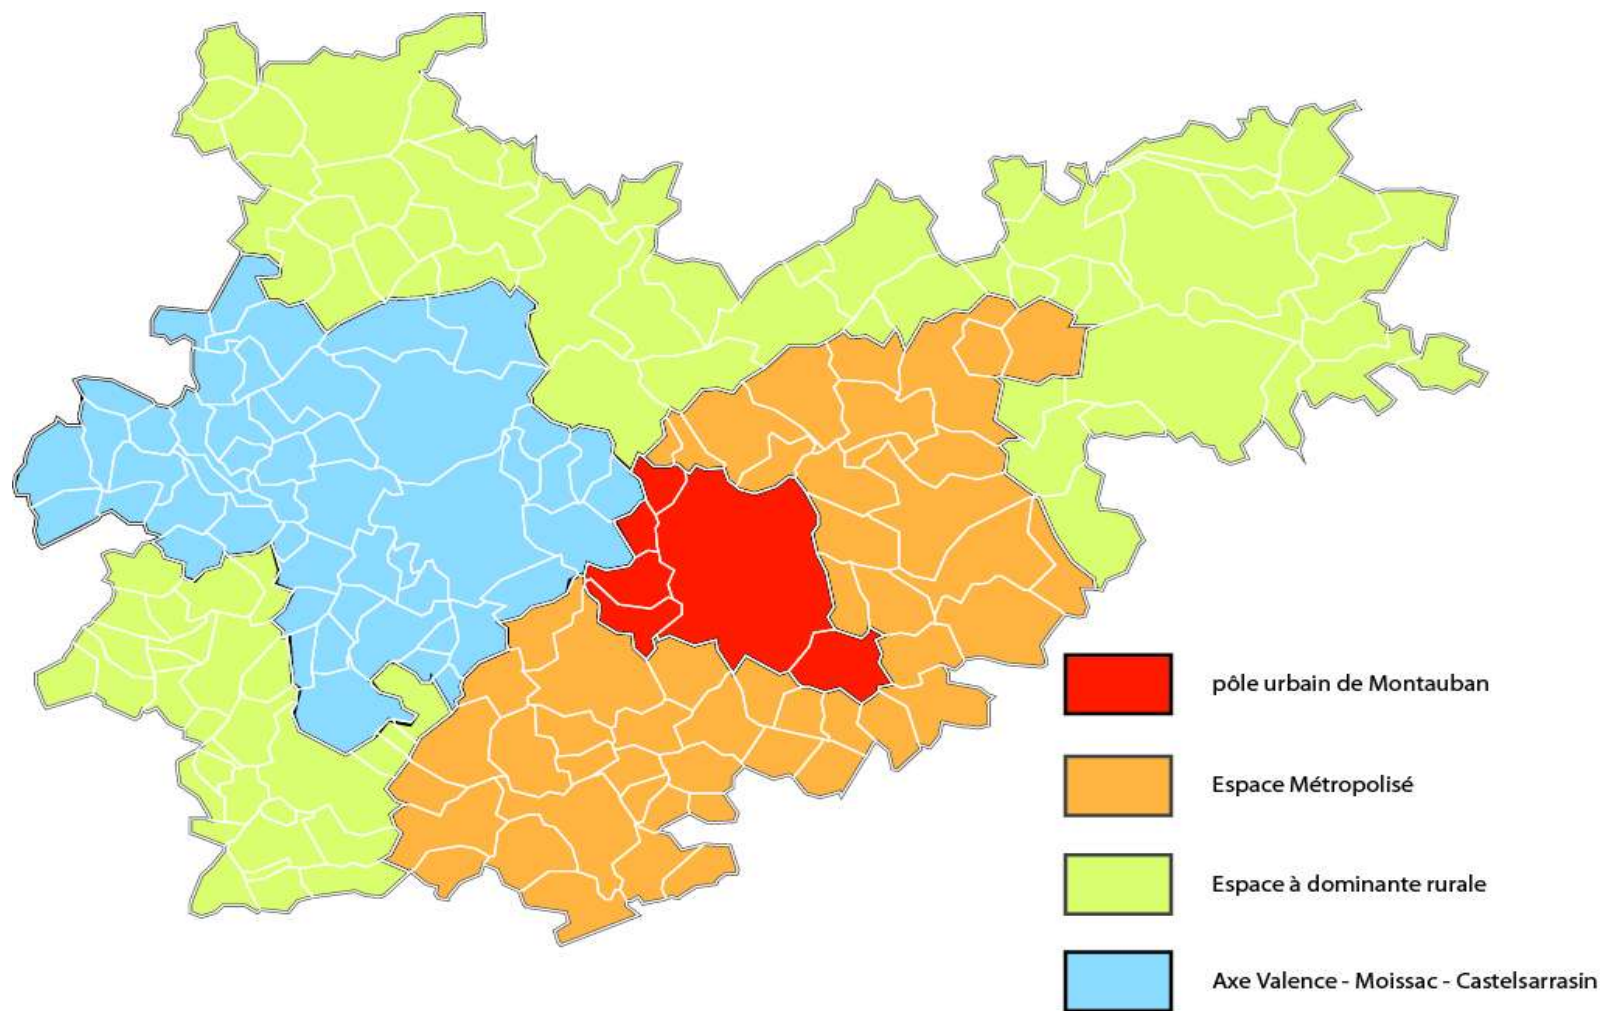 pôle urbain de Montauban
Espace Métropolisé
Espace à dominante rurale
Axe Valence - Moissac - Castelsarrasin